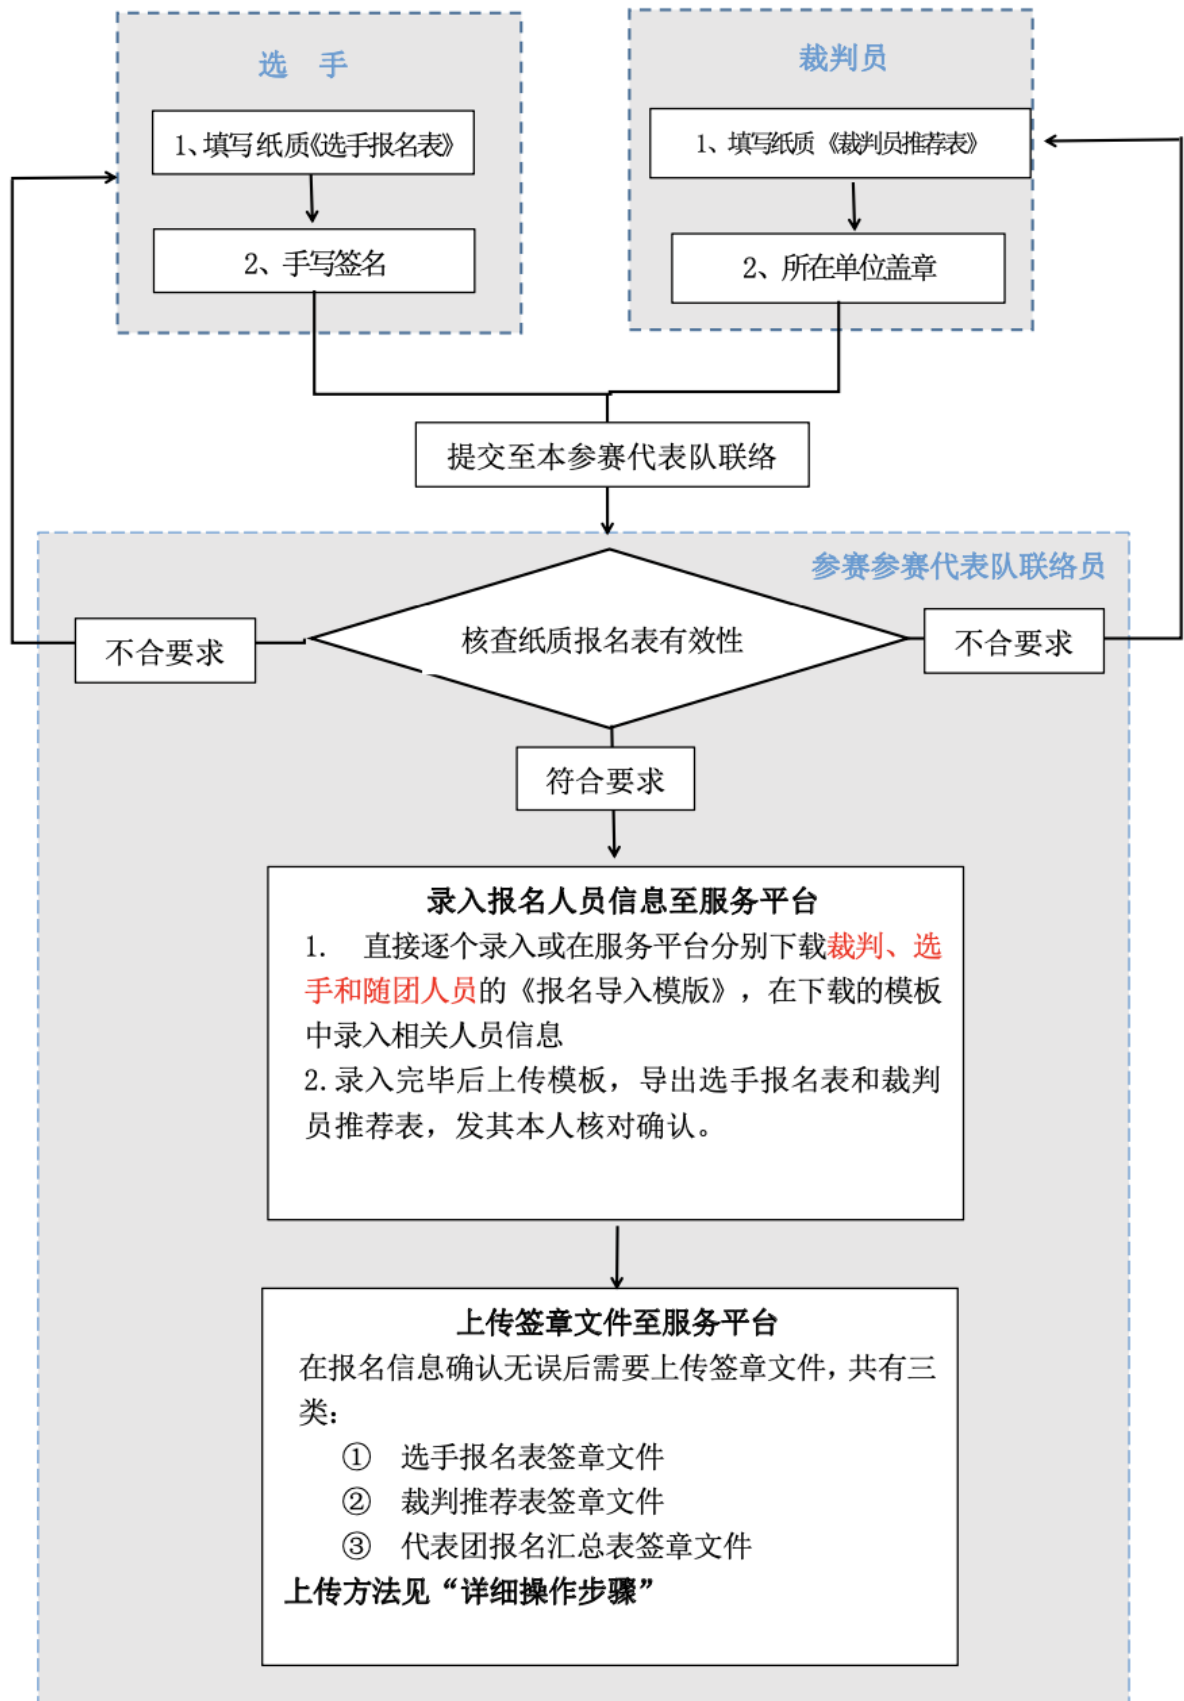 选 手
裁判员
1、填写纸质《选手报名表》
1、填写纸质《裁判员推荐表》
2、手写签名
2、所在单位盖章
提交至本参赛代表队联络
参赛参赛代表队联络员
不合要求
核查纸质报名表有效性
不合要求
符合要求
录入报名人员信息至服务平台
1. 直接逐个录入或在服务平台分别下载裁判、选
手和随团人员的《报名导入模版》，在下载的模板
中录入相关人员信息
2.录入完毕后上传模板，导出选手报名表和裁判
员推荐表，发其本人核对确认。
上传签章文件至服务平台
在报名信息确认无误后需要上传签章文件，共有三
类：
① 选手报名表签章文件
② 裁判推荐表签章文件
③ 代表团报名汇总表签章文件
上传方法见“详细操作步骤”